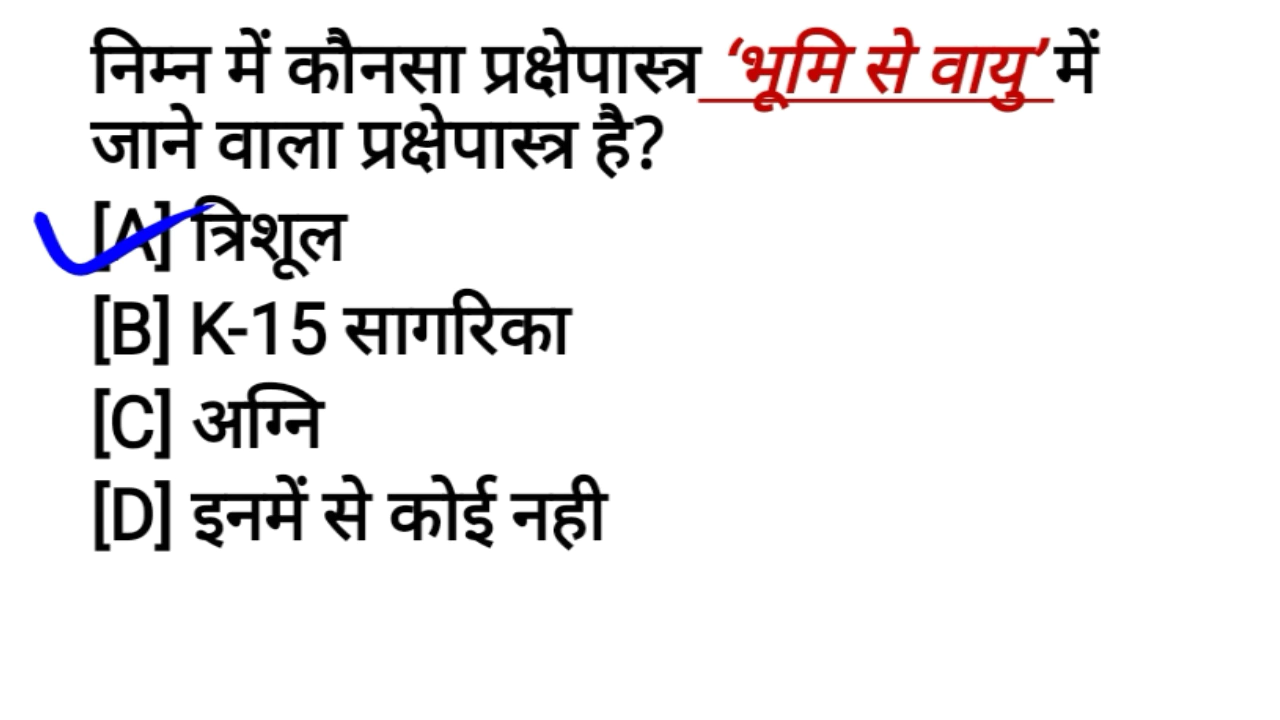 निम्न में कौनसा प्रक्षेपास्त्र ‘भूमि से वायु’ में
जाने वाला प्रक्षेपास्त्र है?
[A] त्रिशूल
[B] K-15 सागरिका
[C] अग्नि
[D] इनमें से कोई नही